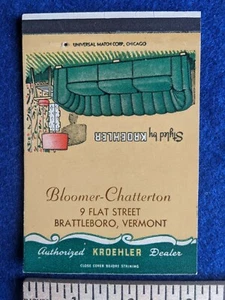 UNIVERSAL MATCH CORP., CHICAGO
Styled by KROEHLER
Bloomer-Chatterton
9 FLAT STREET
BRATTLEBORO, VERMONT
Authorized KROEHLER Dealer
CLOSE COVER BEFORE STRIKING